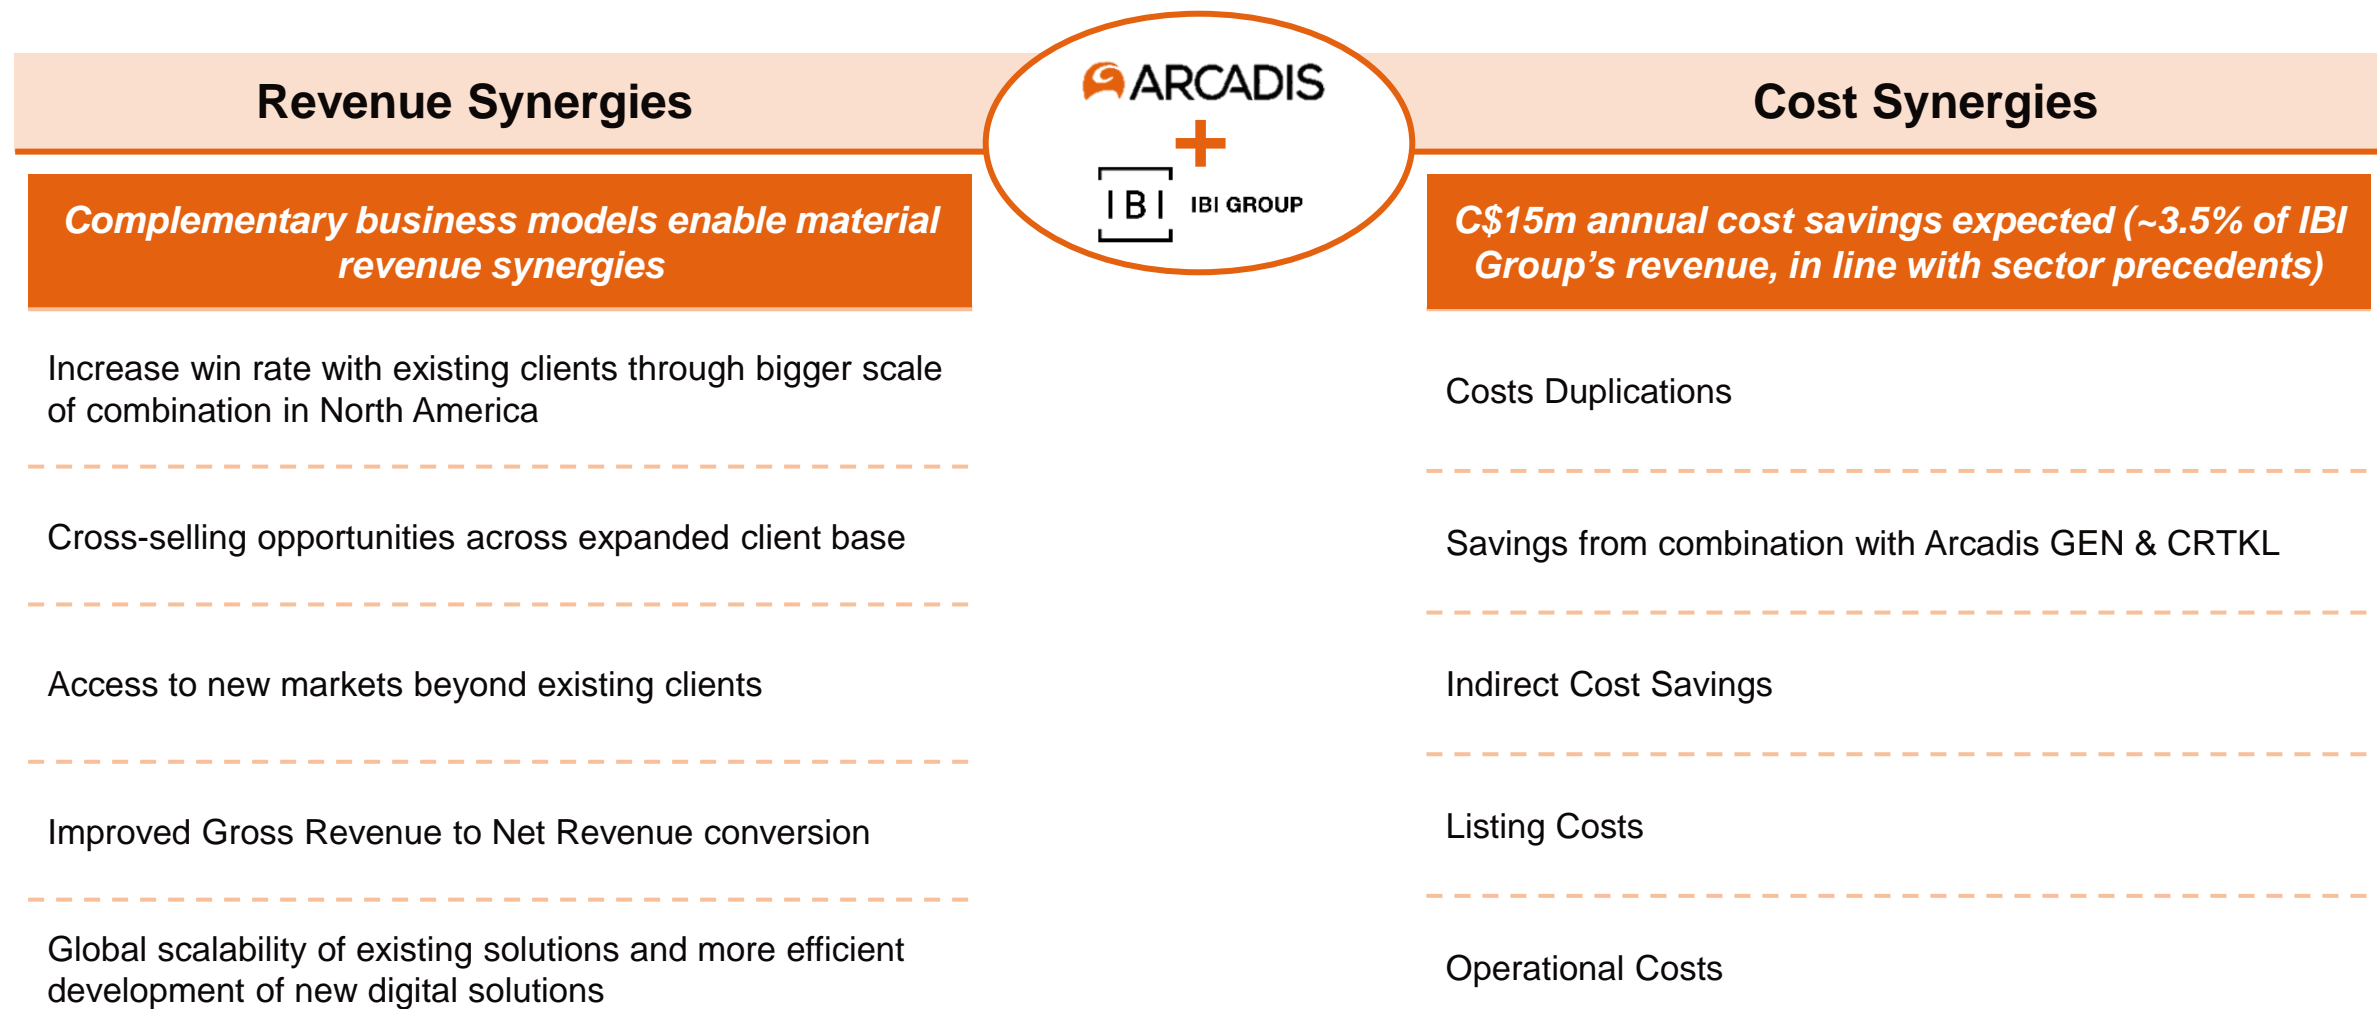 Revenue Synergies
ARCADIS
+
IBI
IBI GROUP
Cost Synergies
Complementary business models enable material
revenue synergies
C$15m annual cost savings expected (~3.5% of IBI
Group’s revenue, in line with sector precedents)
Increase win rate with existing clients through bigger scale
of combination in North America
Cross-selling opportunities across expanded client base
Access to new markets beyond existing clients
Improved Gross Revenue to Net Revenue conversion
Global scalability of existing solutions and more efficient
development of new digital solutions
Costs Duplications
Savings from combination with Arcadis GEN & CRTKL
Indirect Cost Savings
Listing Costs
Operational Costs